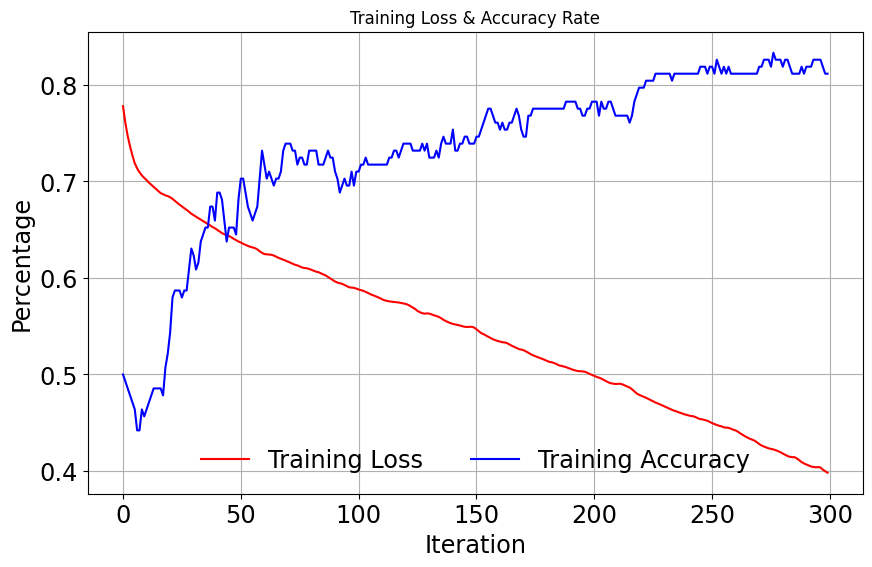 Training Loss & Accuracy Rate
0.8
0.7
0.6
0.5
0.4
Percentage
Training Loss Training Accuracy
0 50 100 150 200 250 300
Iteration